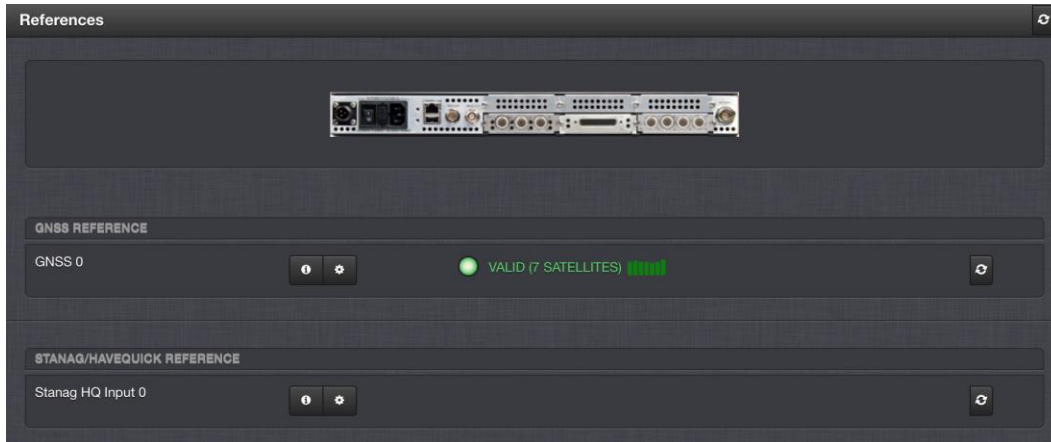 References
GNSS REFERENCE
GNSS 0
VALID (7 SATELLITES)
STANAG/HAVEQUICK REFERENCE
Stanag HQ Input 0